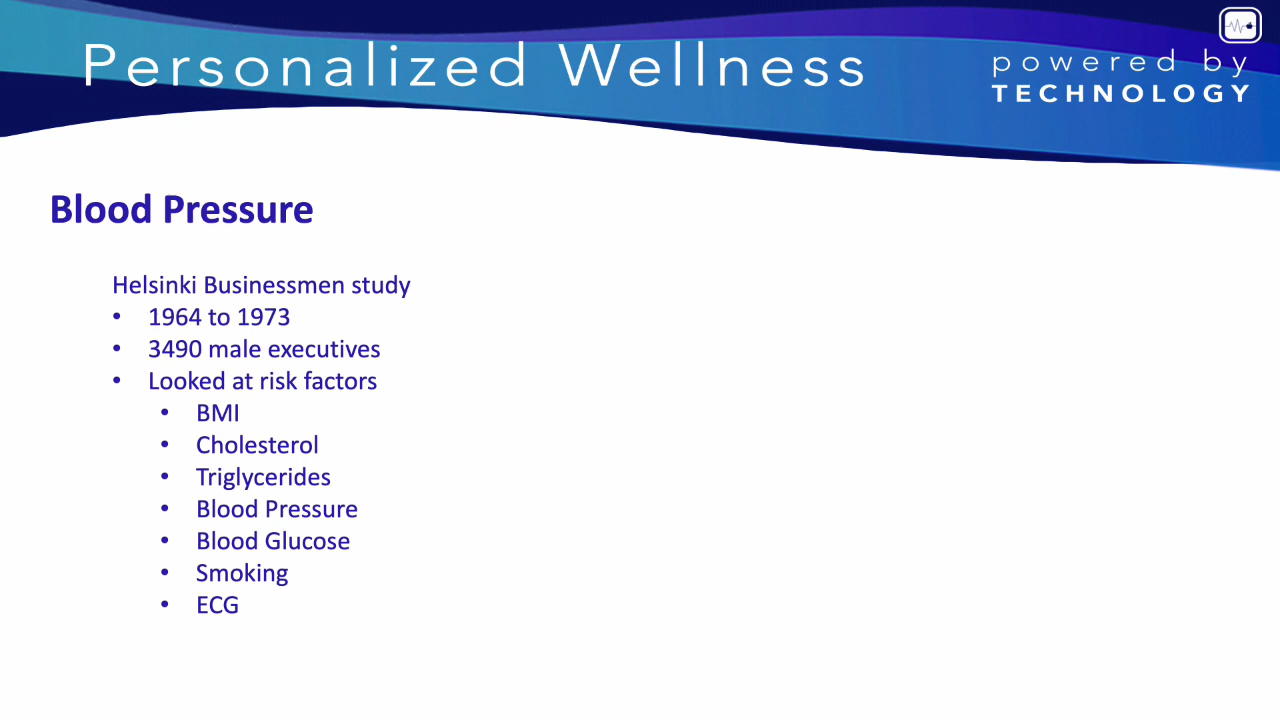 Personalized Wellness
powered by
TECHNOLOGY
Blood Pressure
Helsinki Businessmen study
• 1964 to 1973
• 3490 male executives
• Looked at risk factors
• BMI
• Cholesterol
• Triglycerides
• Blood Pressure
• Blood Glucose
• Smoking
• ECG